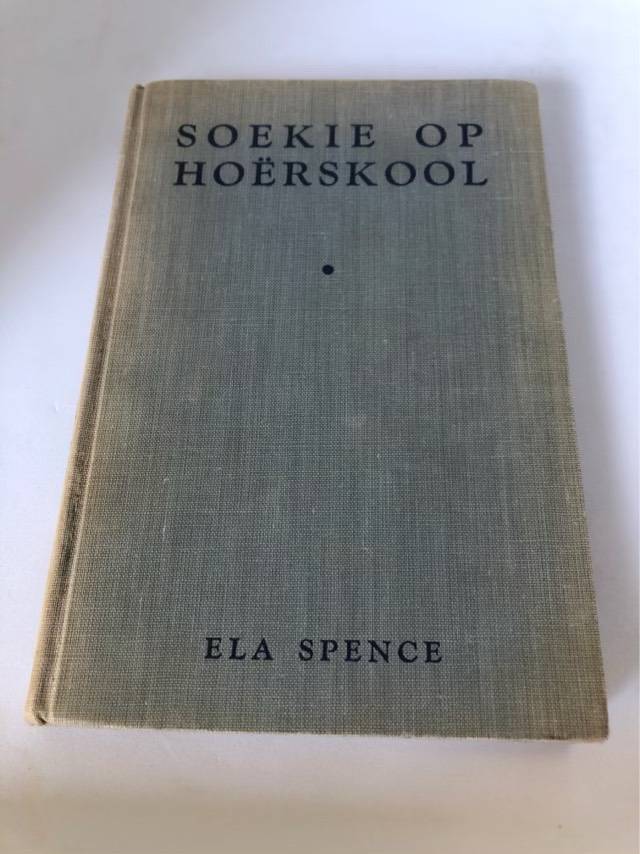 SOEKIE OP
HOËRSKOOL
•
ELA SPENCE